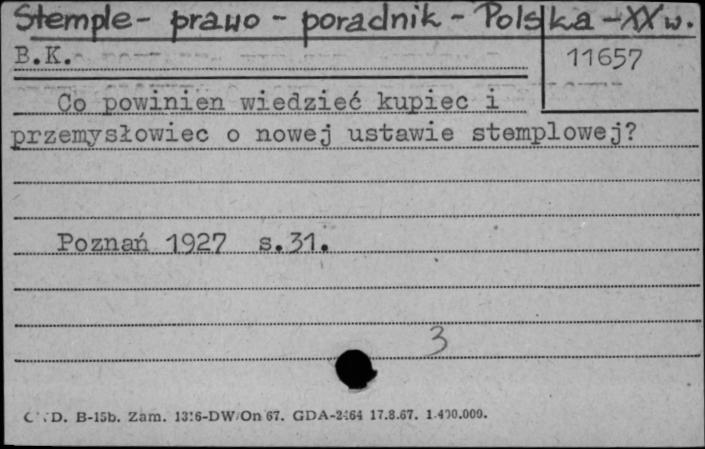 Stemple - prawo - poradnik - Polska - XX w.
B.K.
11657
Co powinien wiedzieć kupiec i
przemysłowiec o nowej ustawie stemplowej?
Poznań 1927 s.31.
3
B-15b. Zam. 1316-DW/On 67. GDA-2464 17.8.67. 1.400.000.